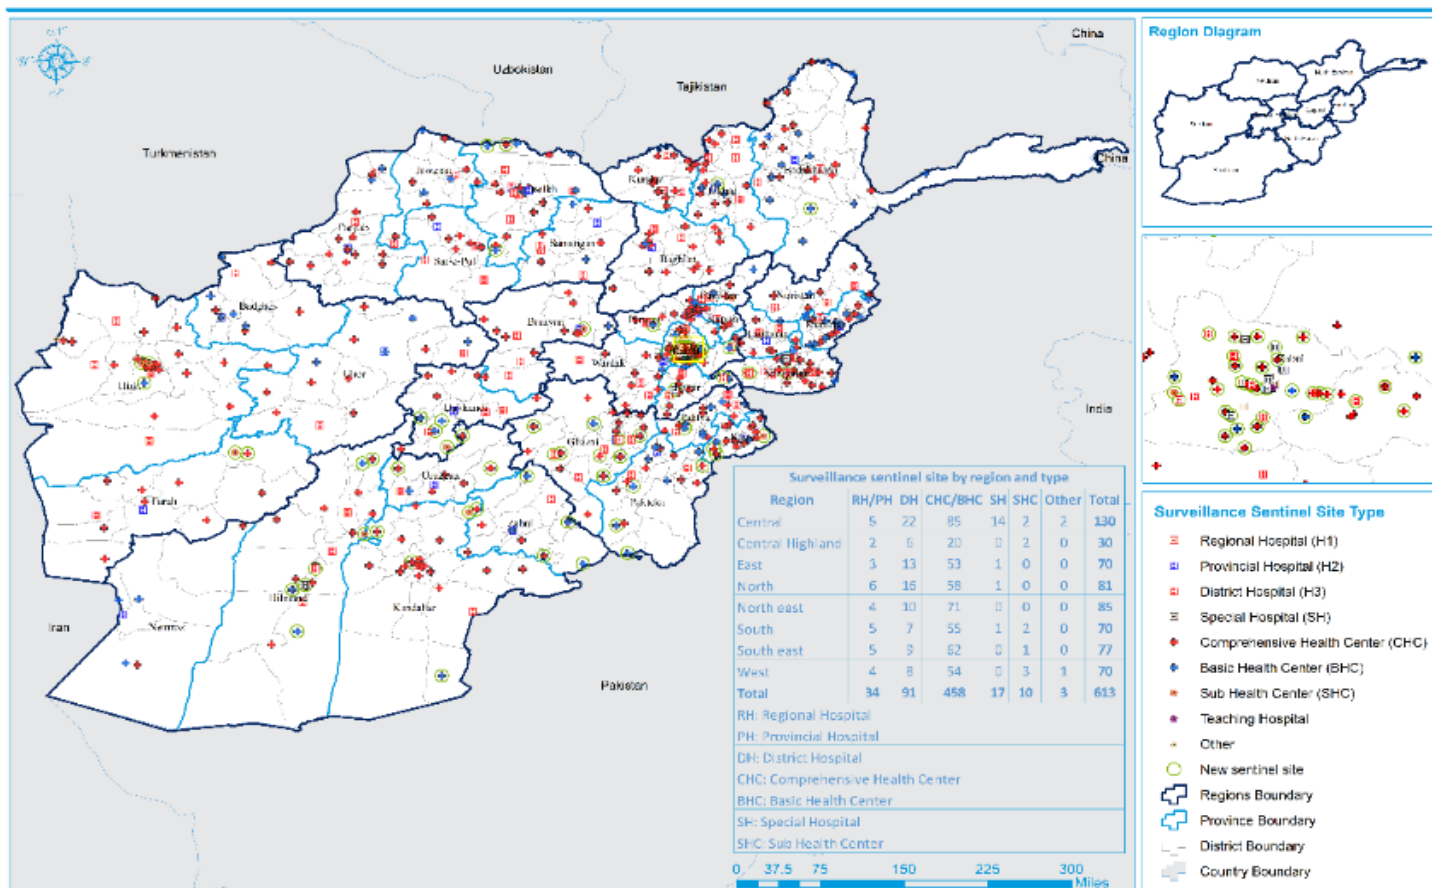 China
Uzbekistan
Tajikistan
Turkmenistan
China
Jawzjan
Balkh
Kunduz
Takhar
Badakhshan
Faryab
Sar-e-Pul
Samangan
Baghlan
Badghis
Nuristan
Bamyan
Parwan
Kapisa
Kunar
Wardak
Ghor
Logar
Ghazni
India
Farah
Paktika
Zabul
Hilmand
Kandahar
Nimroz
Iran
Pakistan
Surveillance sentinel site by region and type
Region RH/PH DH CHC/BHC SH SHC Other Total
Central 5 22 85 14 2 2 130
Central Highland 2 6 20 0 2 0 30
East 3 13 53 1 0 0 70
North 6 16 58 1 0 0 81
North east 4 10 71 0 0 0 85
South 5 7 55 1 2 0 70
South east 5 9 62 0 1 0 77
West 4 8 54 0 3 1 70
Total 34 91 458 17 10 3 613
RH: Regional Hospital
PH: Provincial Hospital
DH: District Hospital
CHC: Comprehensive Health Center
BHC: Basic Health Center
SH: Special Hospital
SHC: Sub Health Center
0 37.5 75 150 225 300
Miles
Region Diagram
Kabul
Surveillance Sentinel Site Type
Regional Hospital (H1)
Provincial Hospital (H2)
District Hospital (H3)
Special Hospital (SH)
Comprehensive Health Center (CHC)
Basic Health Center (BHC)
Sub Health Center (SHC)
Teaching Hospital
Other
New sentinel site
Regions Boundary
Province Boundary
District Boundary
Country Boundary